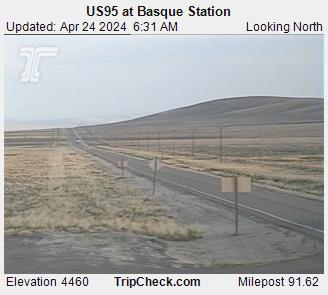 US95 at Basque Station
Updated: Apr 24 2024 6:31 AM Looking North
Elevation 4460 TripCheck.com Milepost 91.62